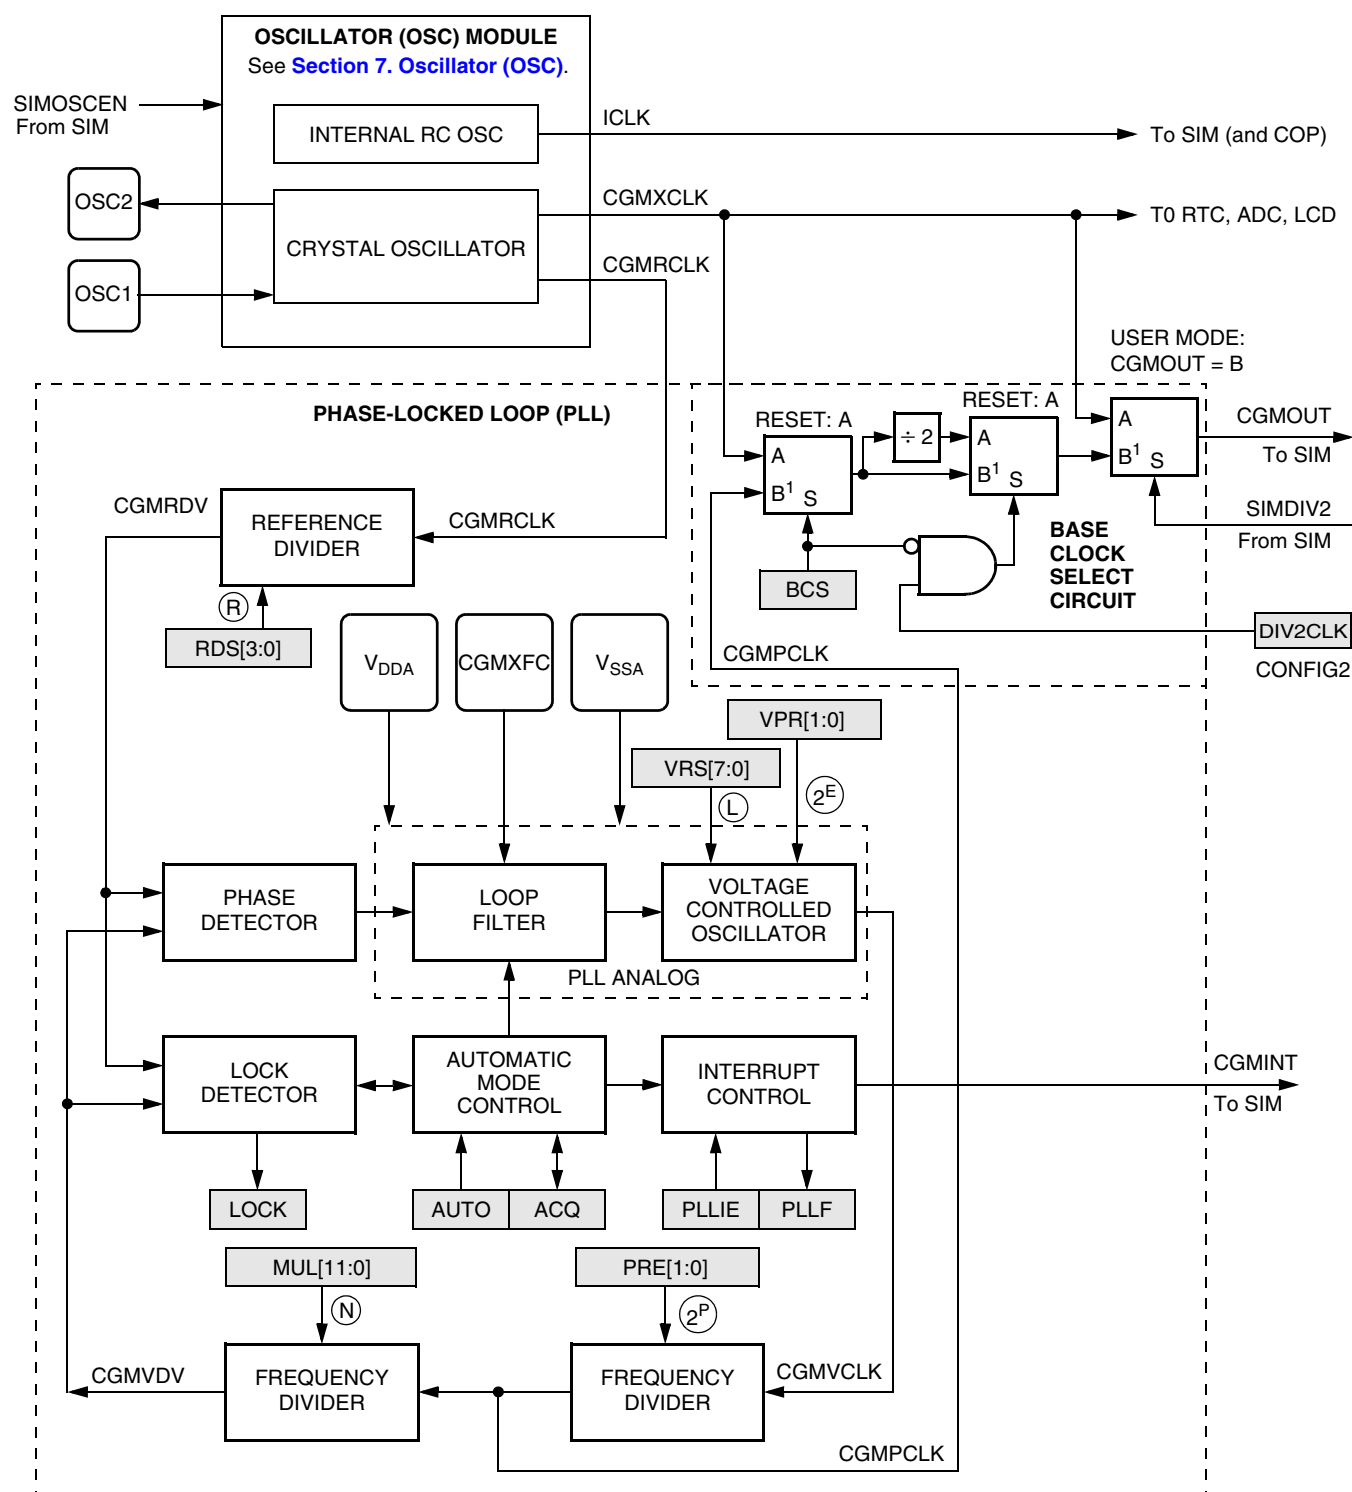 OSCILLATOR (OSC) MODULE
See Section 7. Oscillator (OSC).
SIMOSCEN
From SIM
INTERNAL RC OSC
ICLK
To SIM (and COP)
OSC2
CGMXCLK
T0 RTC, ADC, LCD
CRYSTAL OSCILLATOR
CGMRCLK
OSC1
USER MODE:
CGMOUT = B
PHASE-LOCKED LOOP (PLL)
RESET: A
RESET: A
÷ 2
A
B¹ S
A
B¹ S
A
B¹ S
CGMOUT
To SIM
SIMDIV2
From SIM
CGMRDV
REFERENCE
DIVIDER
CGMRCLK
BASE
CLOCK
SELECT
CIRCUIT
BCS
R
RDS[3:0]
V_DDA
CGMXFC
V_SSA
CGMPCLK
DIV2CLK
CONFIG2
VPR[1:0]
VRS[7:0]
L
2^E
PHASE
DETECTOR
LOOP
FILTER
VOLTAGE
CONTROLLED
OSCILLATOR
PLL ANALOG
LOCK
DETECTOR
AUTOMATIC
MODE
CONTROL
INTERRUPT
CONTROL
CGMINT
To SIM
LOCK
AUTO
ACQ
PLLIE
PLLF
MUL[11:0]
PRE[1:0]
N
2^P
CGMVDV
FREQUENCY
DIVIDER
FREQUENCY
DIVIDER
CGMVCLK
CGMPCLK